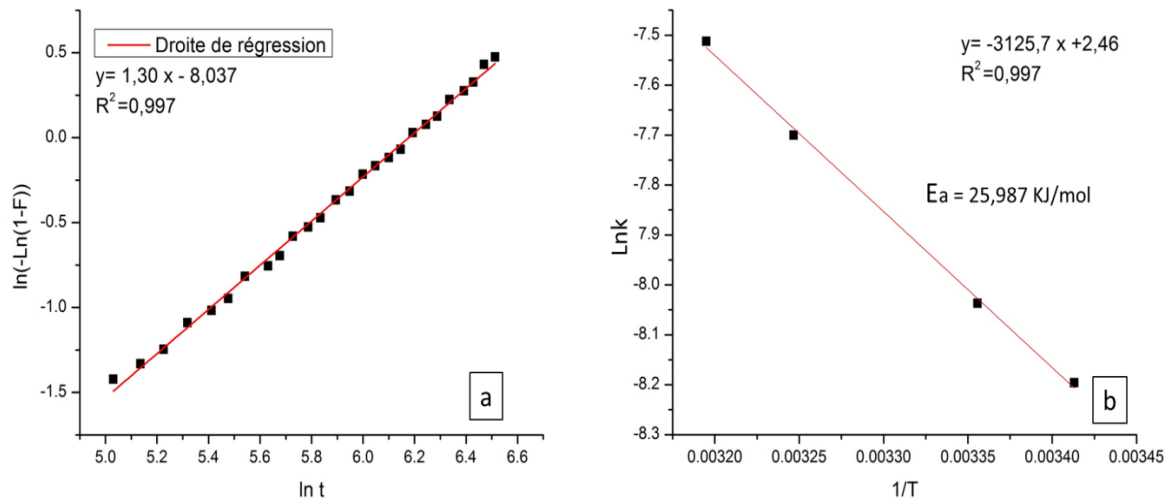 Droite de régression
y= 1,30 x - 8,037
R²=0,997
0.5
0.0
-0.5
-1.0
-1.5
ln(-Ln(1-F))
5.0 5.2 5.4 5.6 5.8 6.0 6.2 6.4 6.6
ln t
a
y= -3125,7 x +2,46
R²=0,997
Ea = 25,987 KJ/mol
-7.5
-7.6
-7.7
-7.8
-7.9
-8.0
-8.1
-8.2
-8.3
Lnk
0.00320 0.00325 0.00330 0.00335 0.00340 0.00345
1/T
b